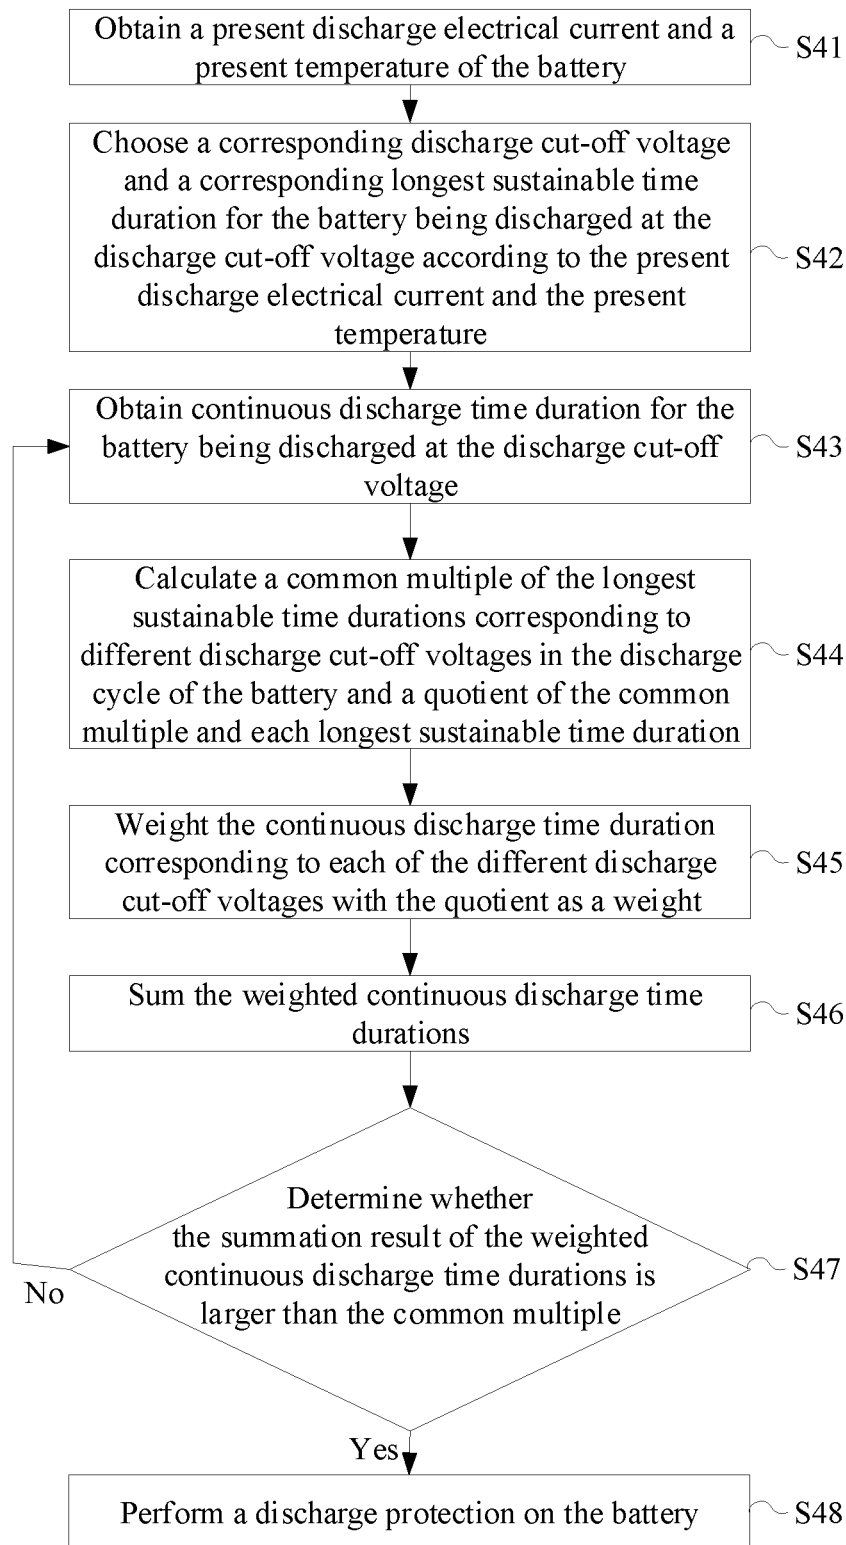 Obtain a present discharge electrical current and a
present temperature of the battery
S41
Choose a corresponding discharge cut-off voltage
and a corresponding longest sustainable time
duration for the battery being discharged at the
discharge cut-off voltage according to the present
discharge electrical current and the present
temperature
S42
Obtain continuous discharge time duration for the
battery being discharged at the discharge cut-off
voltage
S43
Calculate a common multiple of the longest
sustainable time durations corresponding to
different discharge cut-off voltages in the discharge
cycle of the battery and a quotient of the common
multiple and each longest sustainable time duration
S44
Weight the continuous discharge time duration
corresponding to each of the different discharge
cut-off voltages with the quotient as a weight
S45
Sum the weighted continuous discharge time
durations
S46
Determine whether
the summation result of the weighted
continuous discharge time durations is
larger than the common multiple
S47
No
Yes
Perform a discharge protection on the battery
S48